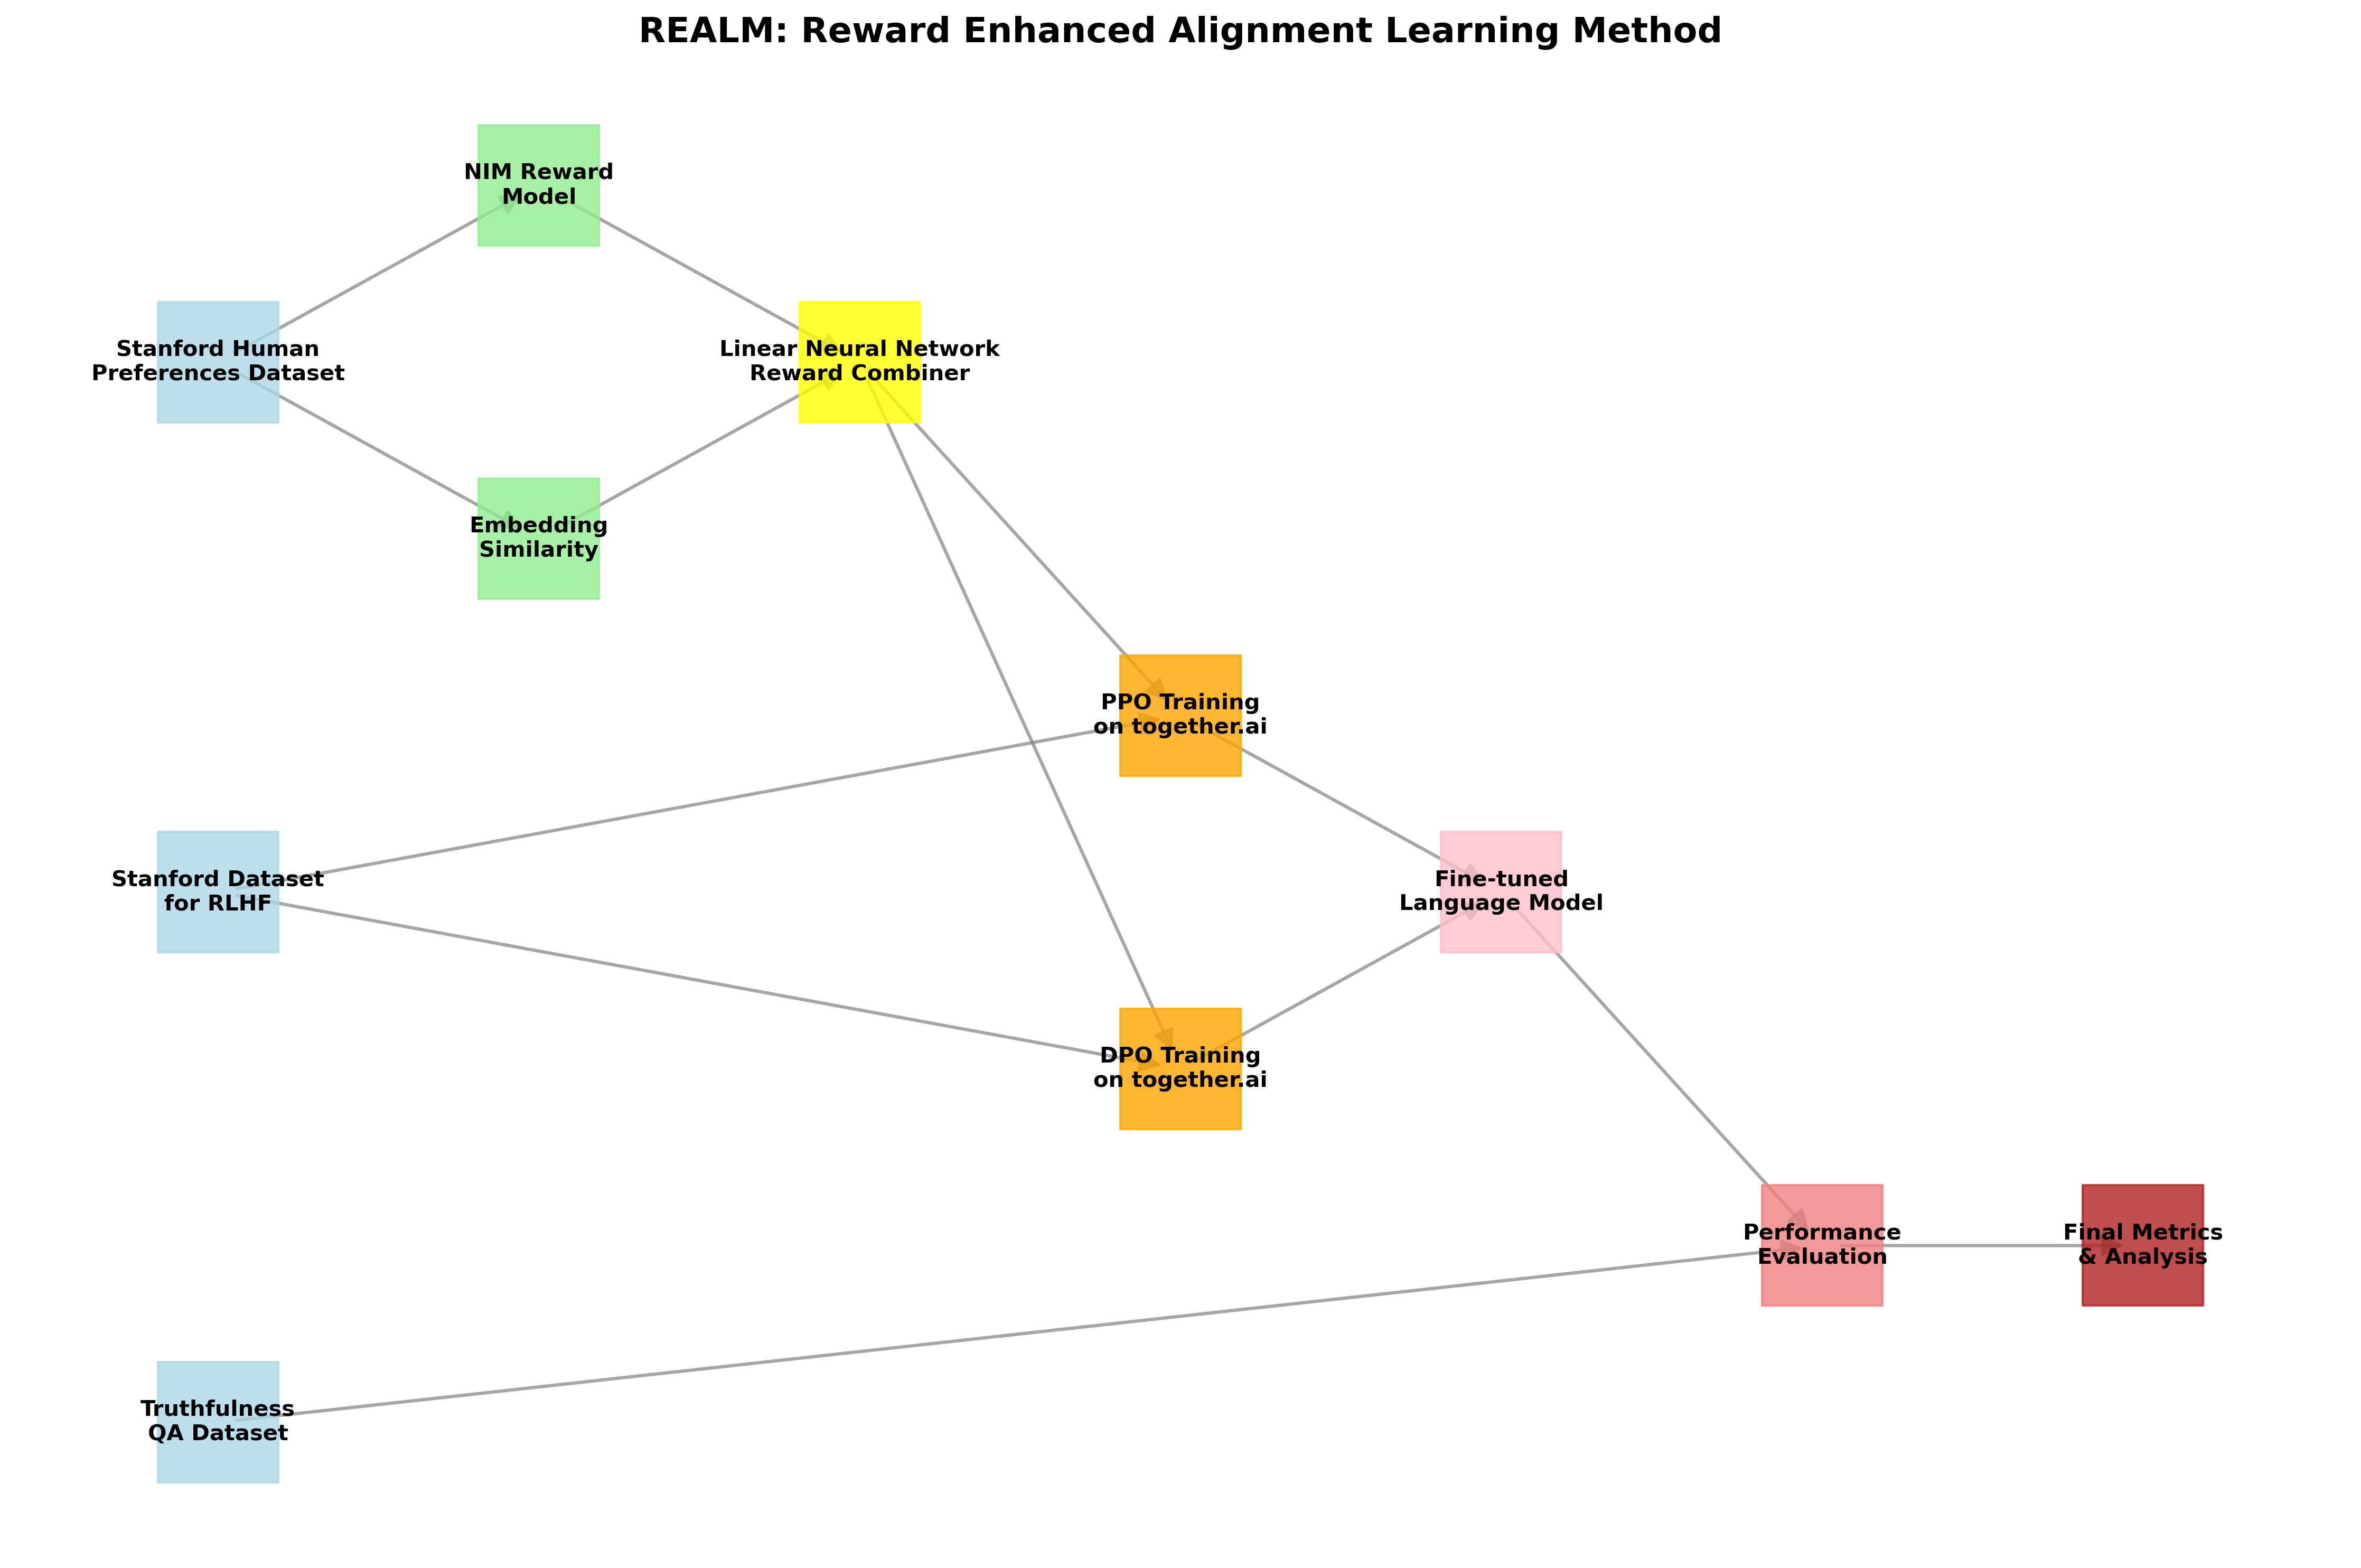 REALM: Reward Enhanced Alignment Learning Method
NIM Reward
Model
Stanford Human
Preferences Dataset
Linear Neural Network
Reward Combiner
Embedding
Similarity
PPO Training
on together.ai
Stanford Dataset
for RLHF
Fine-tuned
Language Model
DPO Training
on together.ai
Performance
Evaluation
Final Metrics
& Analysis
Truthfulness
QA Dataset